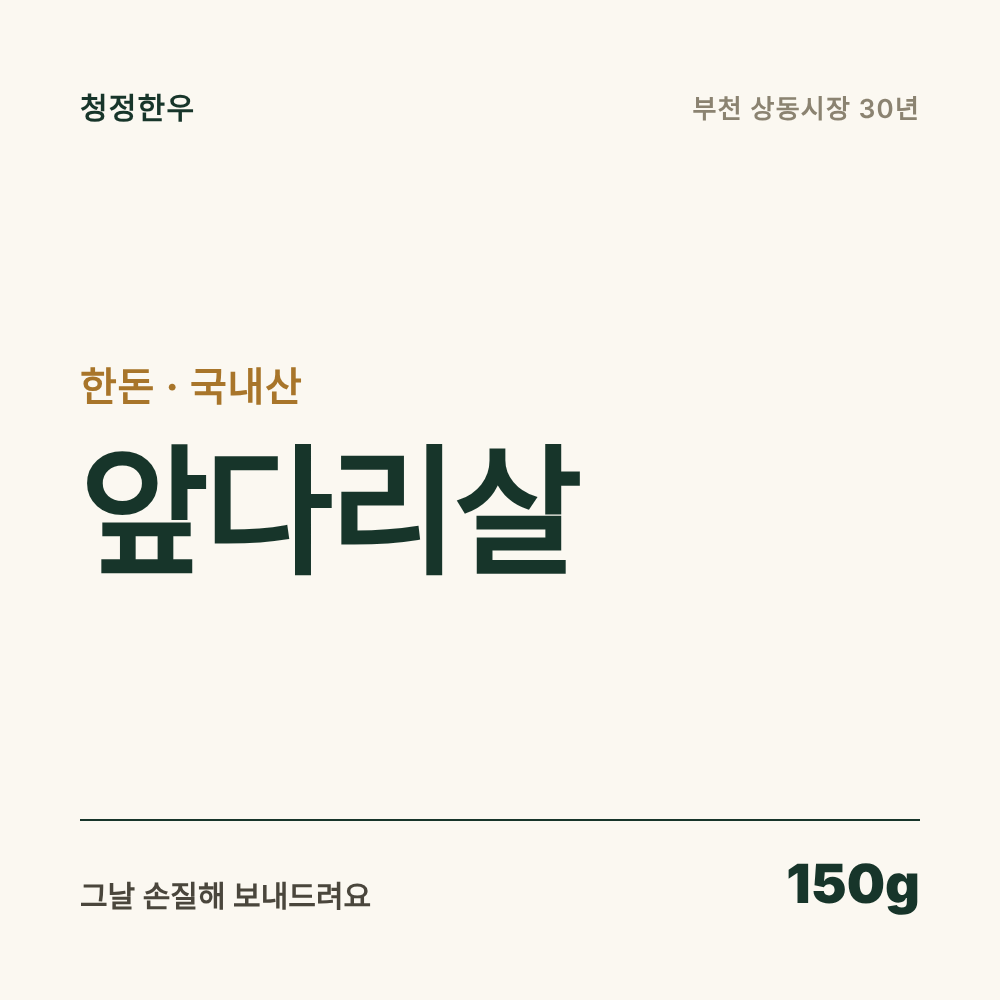 청정한우
부천 상동시장 30년
한돈 · 국내산
앞다리살
그날 손질해 보내드려요
150g